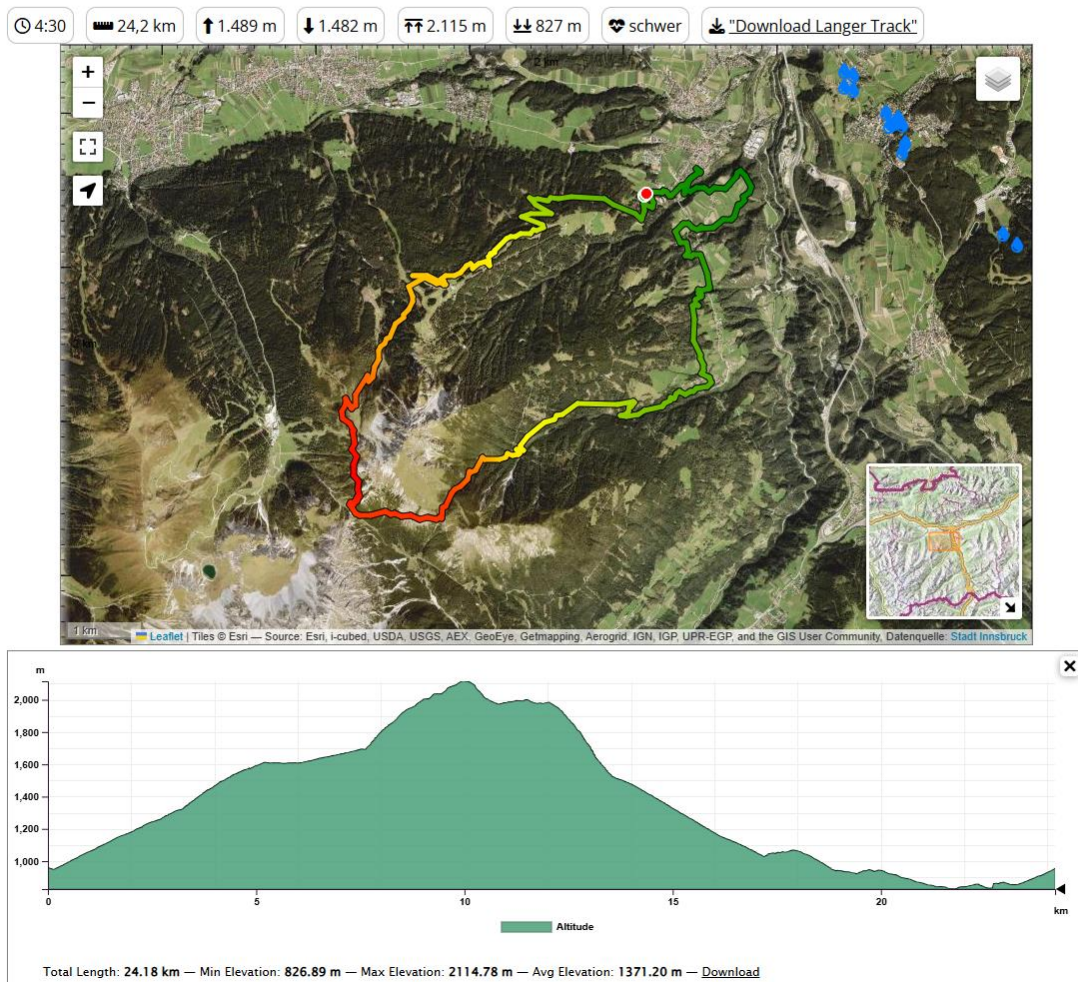 4:30 24,2 km 1.489 m 1.482 m 2.115 m 827 m schwer "Download Langer Track"
2 km
+
−
2 km
1 km
Leaflet | Tiles © Esri — Source: Esri, i-cubed, USDA, USGS, AEX, GeoEye, Getmapping, Aerogrid, IGN, IGP, UPR-EGP, and the GIS User Community, Datenquelle: Stadt Innsbruck
m
2,000
1,800
1,600
1,400
1,200
1,000
0 5 10 15 20
km
Altitude
Total Length: 24.18 km — Min Elevation: 826.89 m — Max Elevation: 2114.78 m — Avg Elevation: 1371.20 m — Download